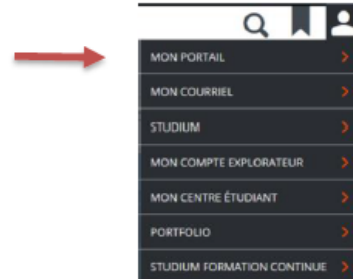 MON PORTAIL
MON COURRIEL
STUDIUM
MON COMPTE EXPLORATEUR
MON CENTRE ÉTUDIANT
PORTFOLIO
STUDIUM FORMATION CONTINUE